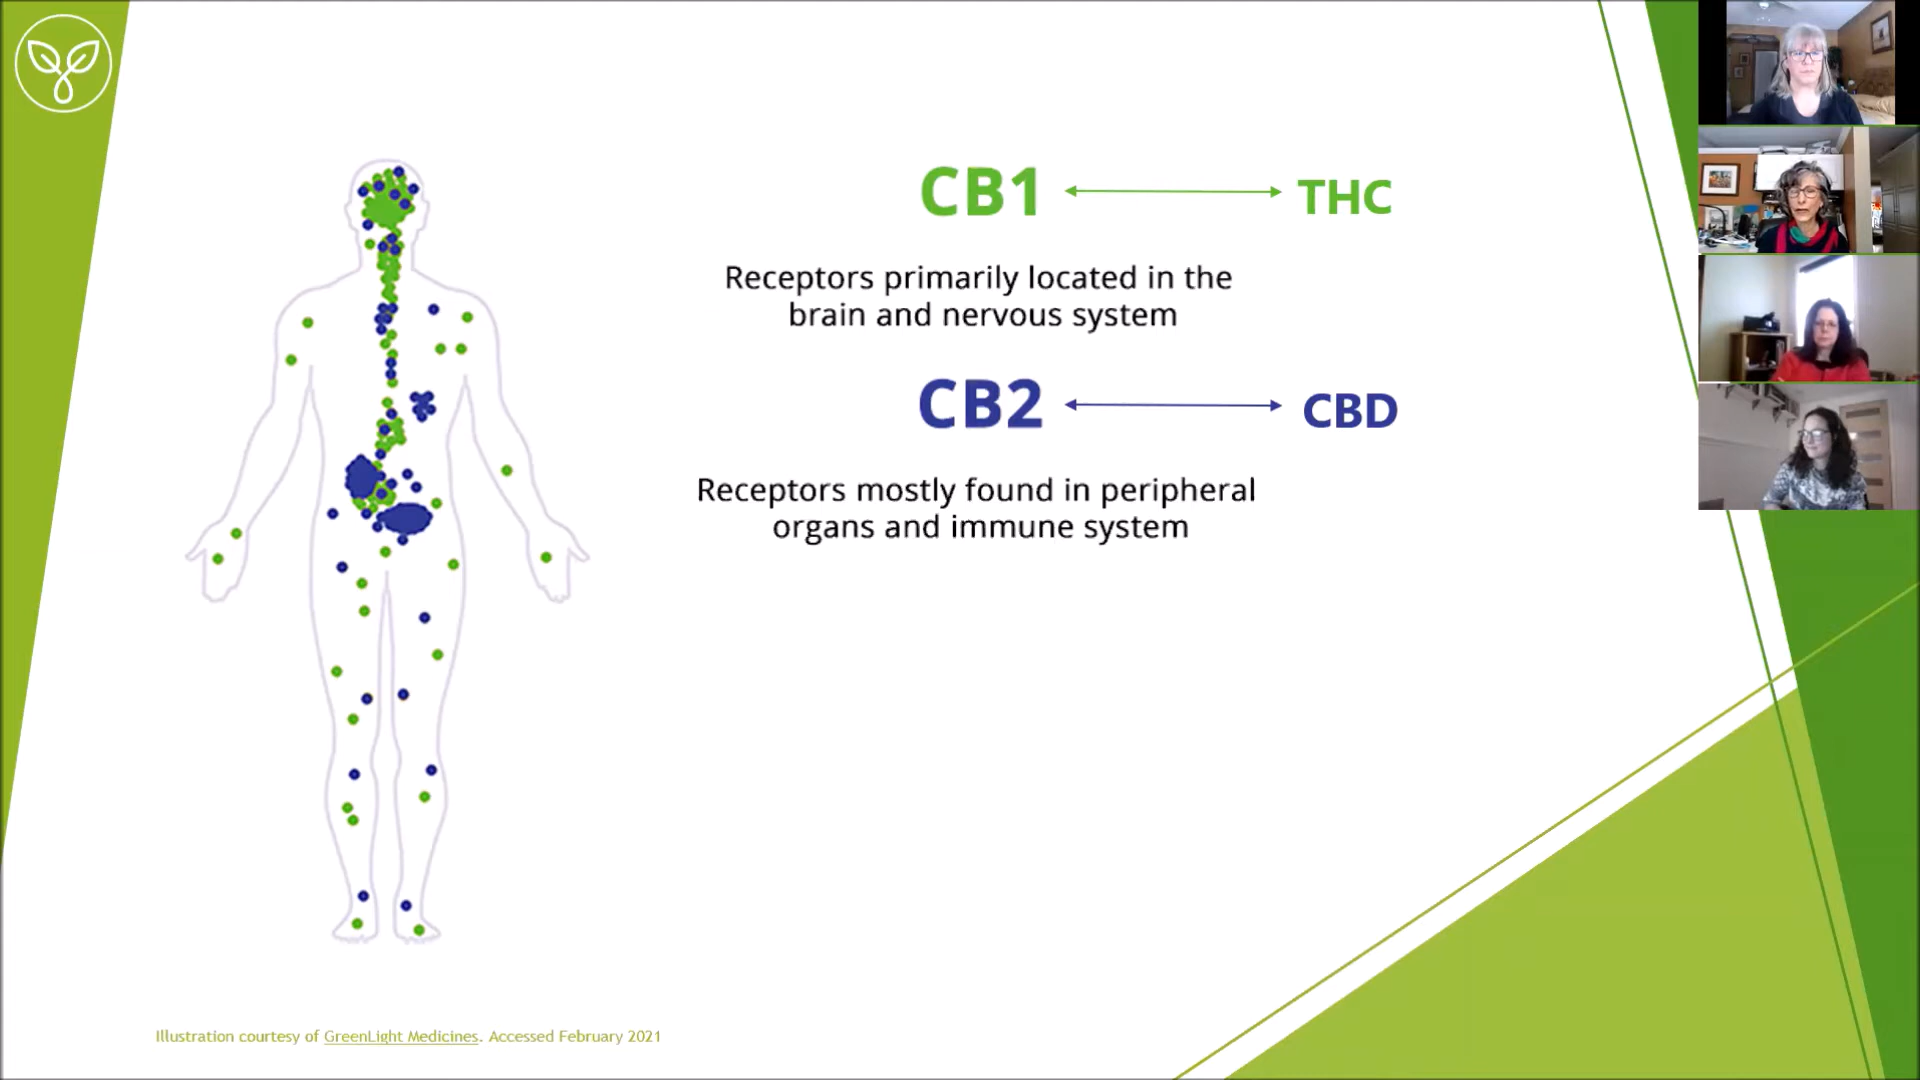 CB1 THC
Receptors primarily located in the
brain and nervous system
CB2 CBD
Receptors mostly found in peripheral
organs and immune system
Illustration courtesy of GreenLight Medicines. Accessed February 2021